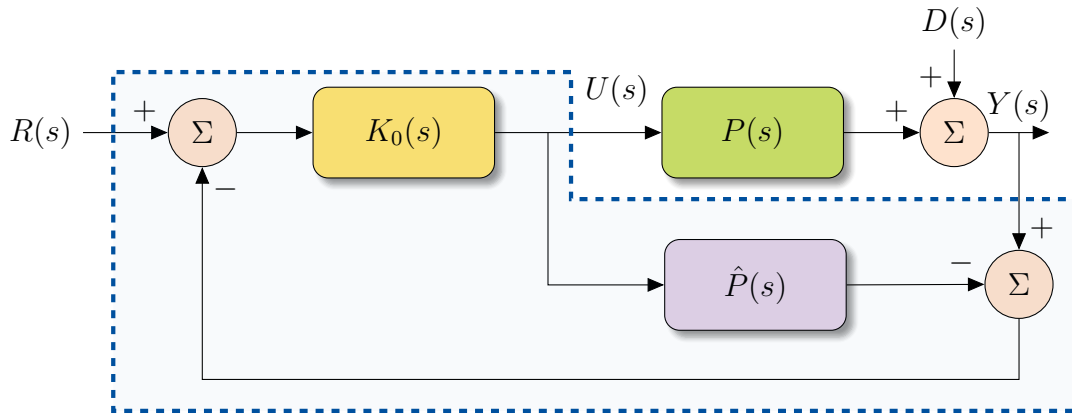 D(s)
+
U(s)
Y(s)
R(s)
+
Σ
K₀(s)
P(s)
+
Σ
−
+
P̂(s)
−
Σ